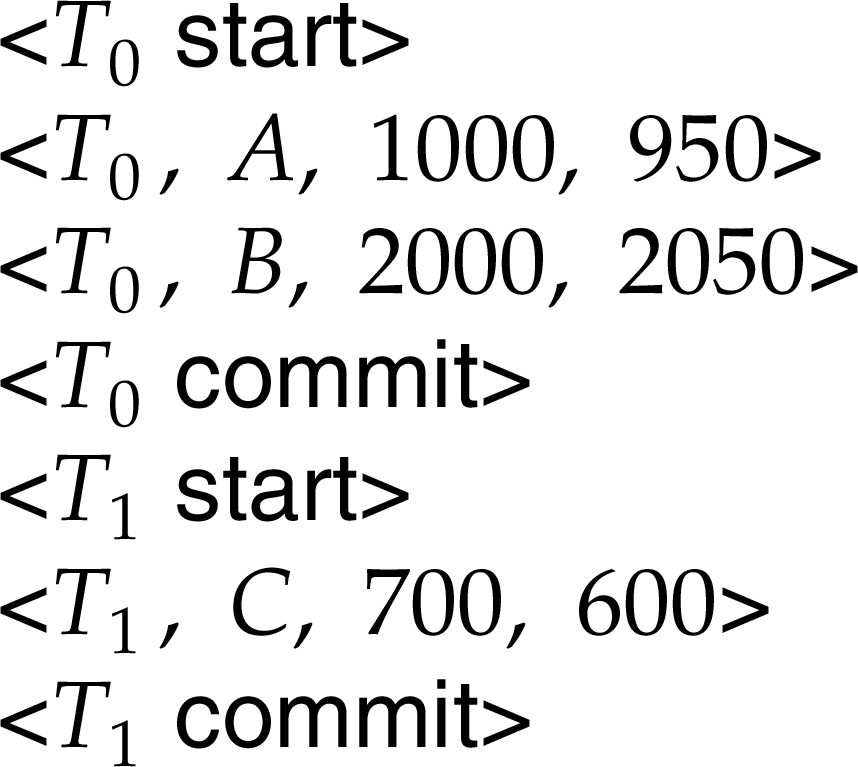 <T₀ start>
<T₀, A, 1000, 950>
<T₀, B, 2000, 2050>
<T₀ commit>
<T₁ start>
<T₁, C, 700, 600>
<T₁ commit>